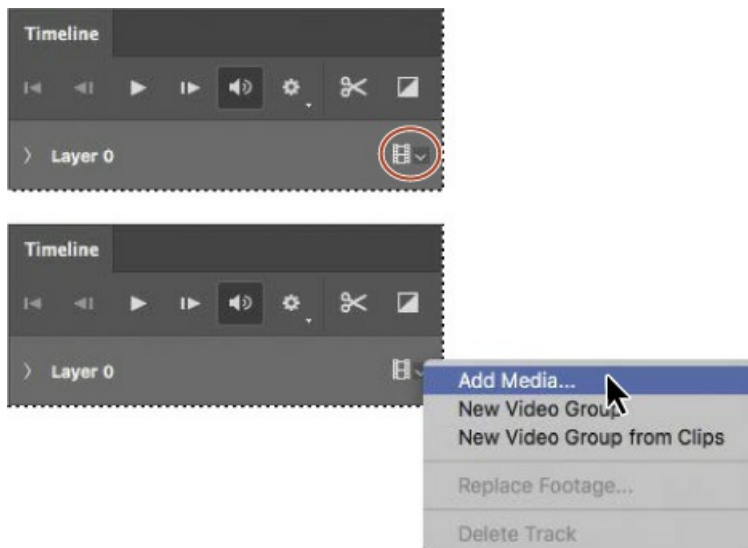 Timeline
Layer 0
Timeline
Layer 0
Add Media...
New Video Group
New Video Group from Clips
Replace Footage...
Delete Track